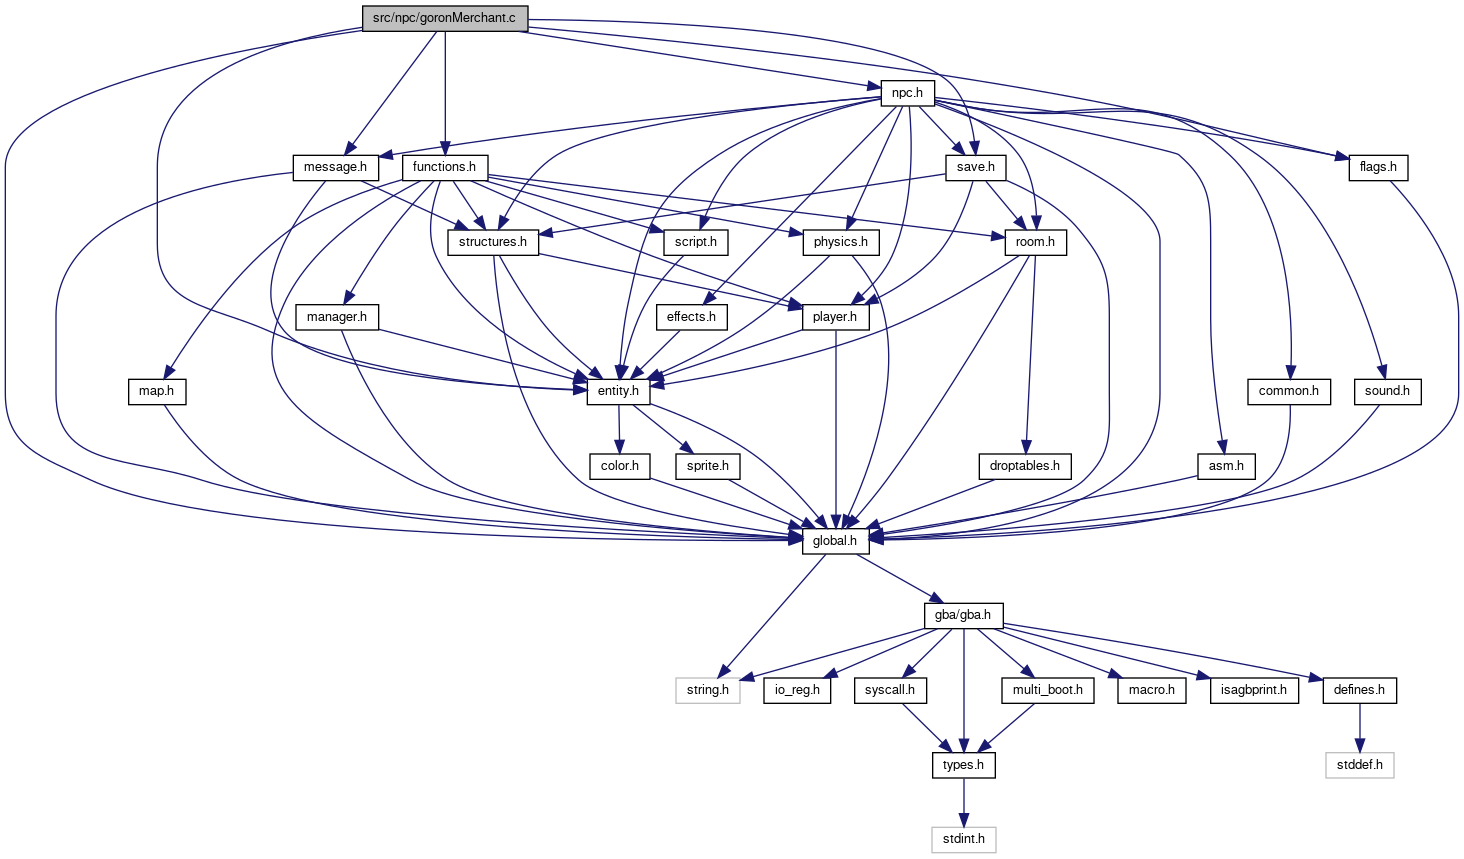 src/npc/goronMerchant.c
npc.h
message.h
functions.h
save.h
flags.h
structures.h
script.h
physics.h
room.h
manager.h
effects.h
player.h
map.h
entity.h
common.h
sound.h
color.h
sprite.h
droptables.h
asm.h
global.h
gba/gba.h
string.h
io_reg.h
syscall.h
multi_boot.h
macro.h
isagbprint.h
defines.h
types.h
stddef.h
stdint.h